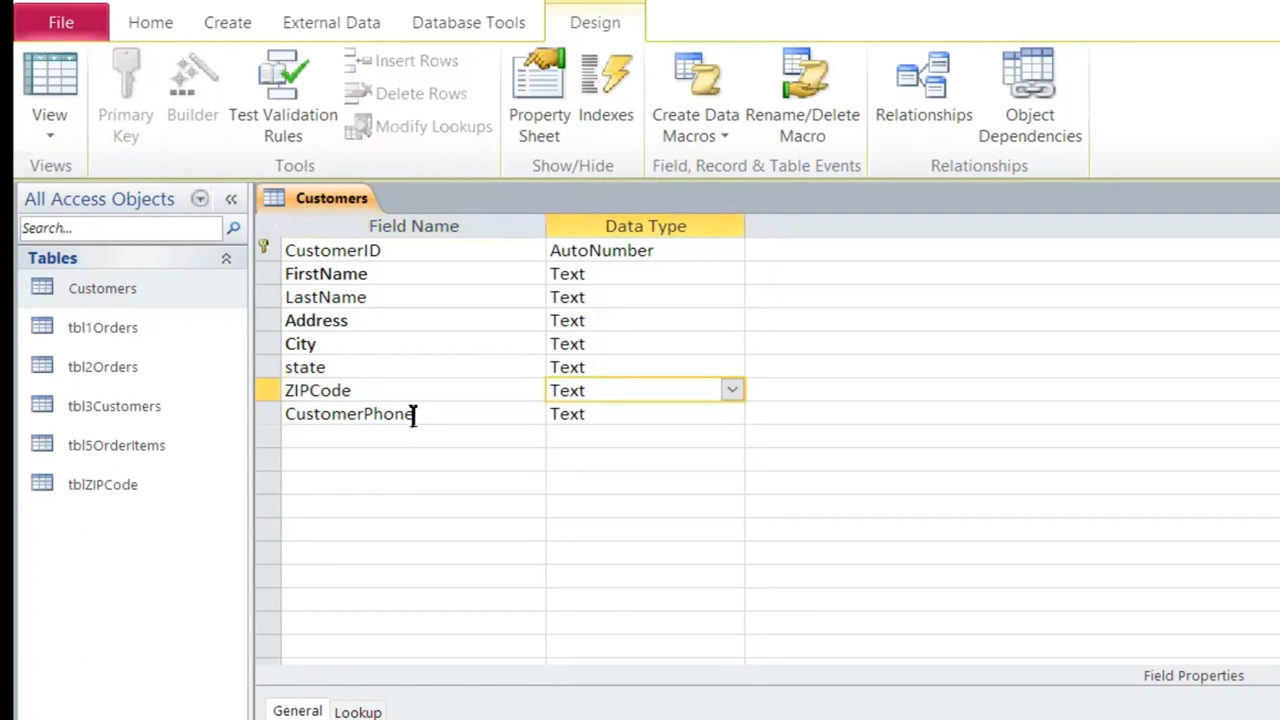 File Home Create External Data Database Tools Design
View Primary Key Builder Test Validation Rules Insert Rows Property Sheet Indexes Create Data Macros Rename/Delete Macro Relationships Object Dependencies
Delete Rows
Modify Lookups
Views Tools Show/Hide Field, Record & Table Events Relationships
All Access Objects «
Search...
Tables
Customers
tbl1Orders
tbl2Orders
tbl3Customers
tbl5OrderItems
tblZIPCode
Customers
Field Name Data Type
CustomerID AutoNumber
FirstName Text
LastName Text
Address Text
City Text
state Text
ZIPCode Text
CustomerPhone Text
Field Properties
General Lookup